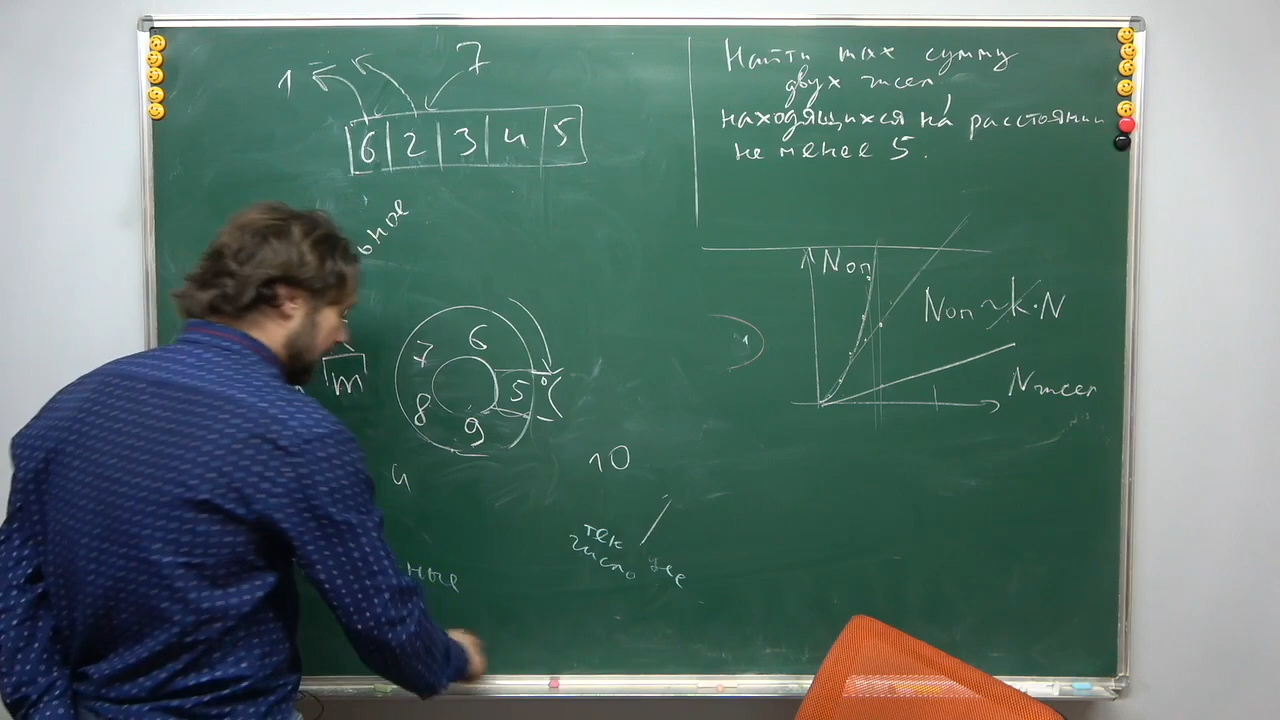 1 7
6 2 3 4 5
Найти max сумму
двух чисел,
находящихся на расстоянии
не менее 5.
6
7 5
8
9
m
4
10
тек
число
ные
Nоп
Nоп ~ k·N
Nчисел